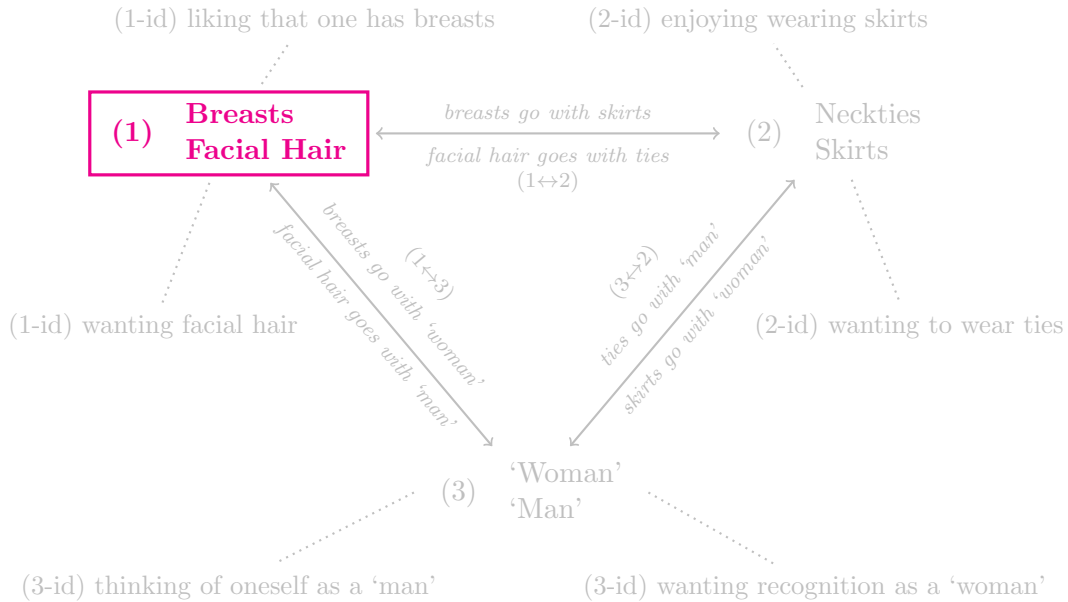 (1-id) liking that one has breasts
(2-id) enjoying wearing skirts
(1) Breasts
Facial Hair
breasts go with skirts
facial hair goes with ties
(1↔2)
(2) Neckties
Skirts
breasts go with ‘woman’
facial hair goes with ‘man’
(1↔3)
(3↔2)
ties go with ‘man’
skirts go with ‘woman’
(1-id) wanting facial hair
(2-id) wanting to wear ties
(3) ‘Woman’
‘Man’
(3-id) thinking of oneself as a ‘man’
(3-id) wanting recognition as a ‘woman’